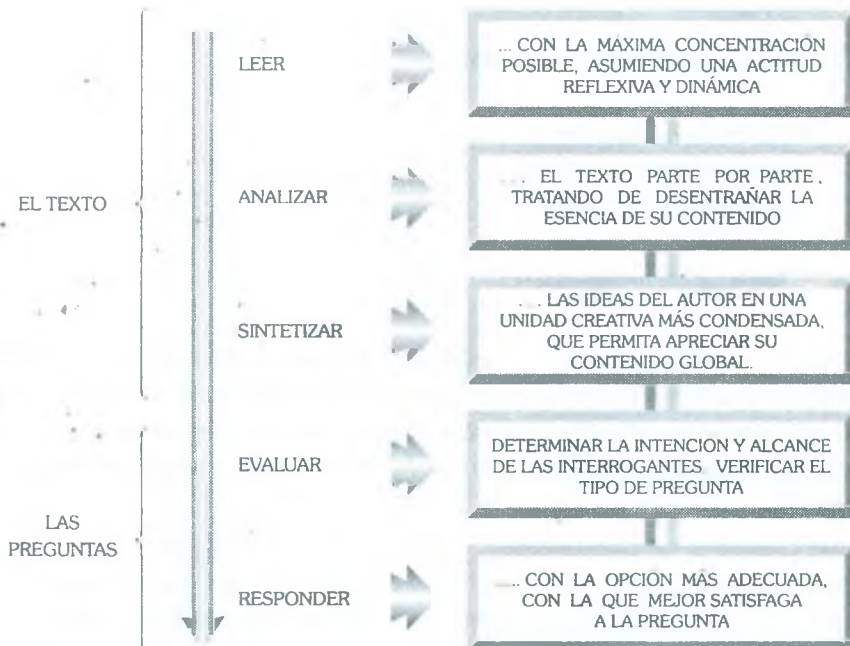 LEER
... CON LA MÁXIMA CONCENTRACIÓN
POSIBLE, ASUMIENDO UNA ACTITUD
REFLEXIVA Y DINÁMICA
EL TEXTO
ANALIZAR
... EL TEXTO PARTE POR PARTE,
TRATANDO DE DESENTRAÑAR LA
ESENCIA DE SU CONTENIDO
SINTETIZAR
... LAS IDEAS DEL AUTOR EN UNA
UNIDAD CREATIVA MÁS CONDENSADA,
QUE PERMITA APRECIAR SU
CONTENIDO GLOBAL.
LAS
PREGUNTAS
EVALUAR
DETERMINAR LA INTENCION Y ALCANCE
DE LAS INTERROGANTES VERIFICAR EL
TIPO DE PREGUNTA
RESPONDER
... CON LA OPCION MÁS ADECUADA,
CON LA QUE MEJOR SATISFAGA
A LA PREGUNTA